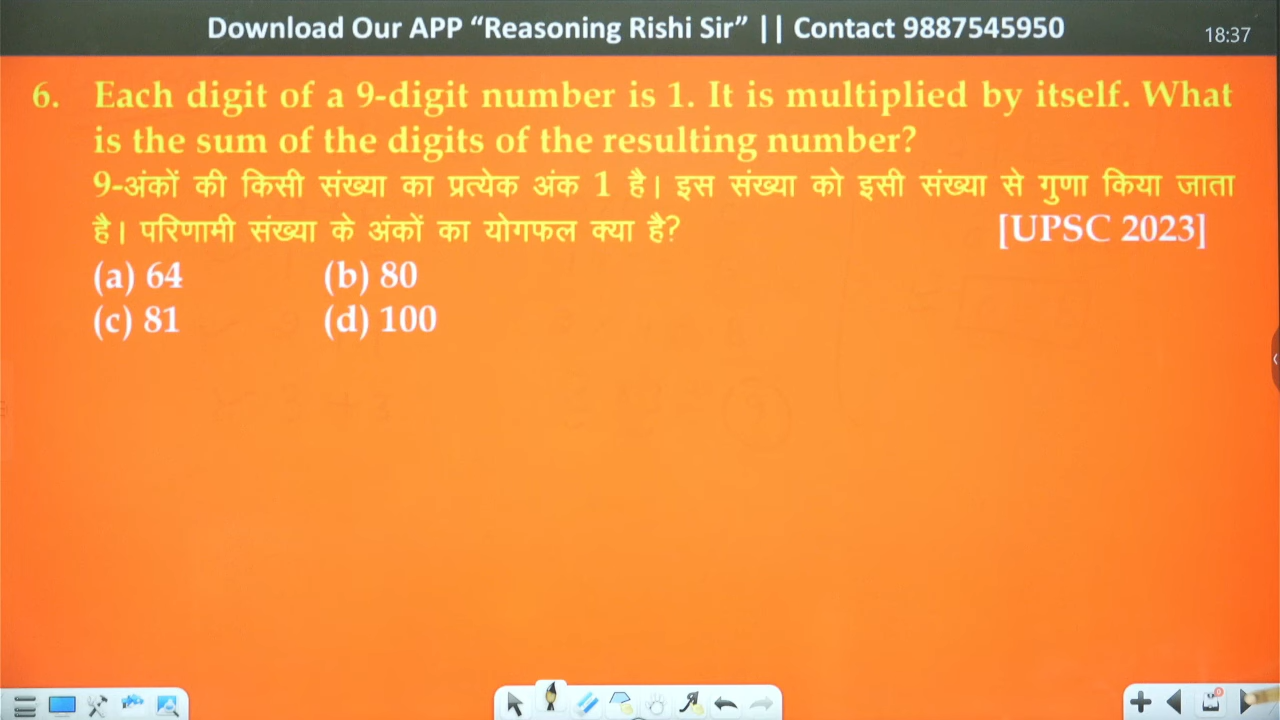 Download Our APP “Reasoning Rishi Sir” || Contact 9887545950
18:37
6. Each digit of a 9-digit number is 1. It is multiplied by itself. What
is the sum of the digits of the resulting number?
9-अंकों की किसी संख्या का प्रत्येक अंक 1 है। इस संख्या को इसी संख्या से गुणा किया जाता
है। परिणामी संख्या के अंकों का योगफल क्या है? [UPSC 2023]
(a) 64 (b) 80
(c) 81 (d) 100